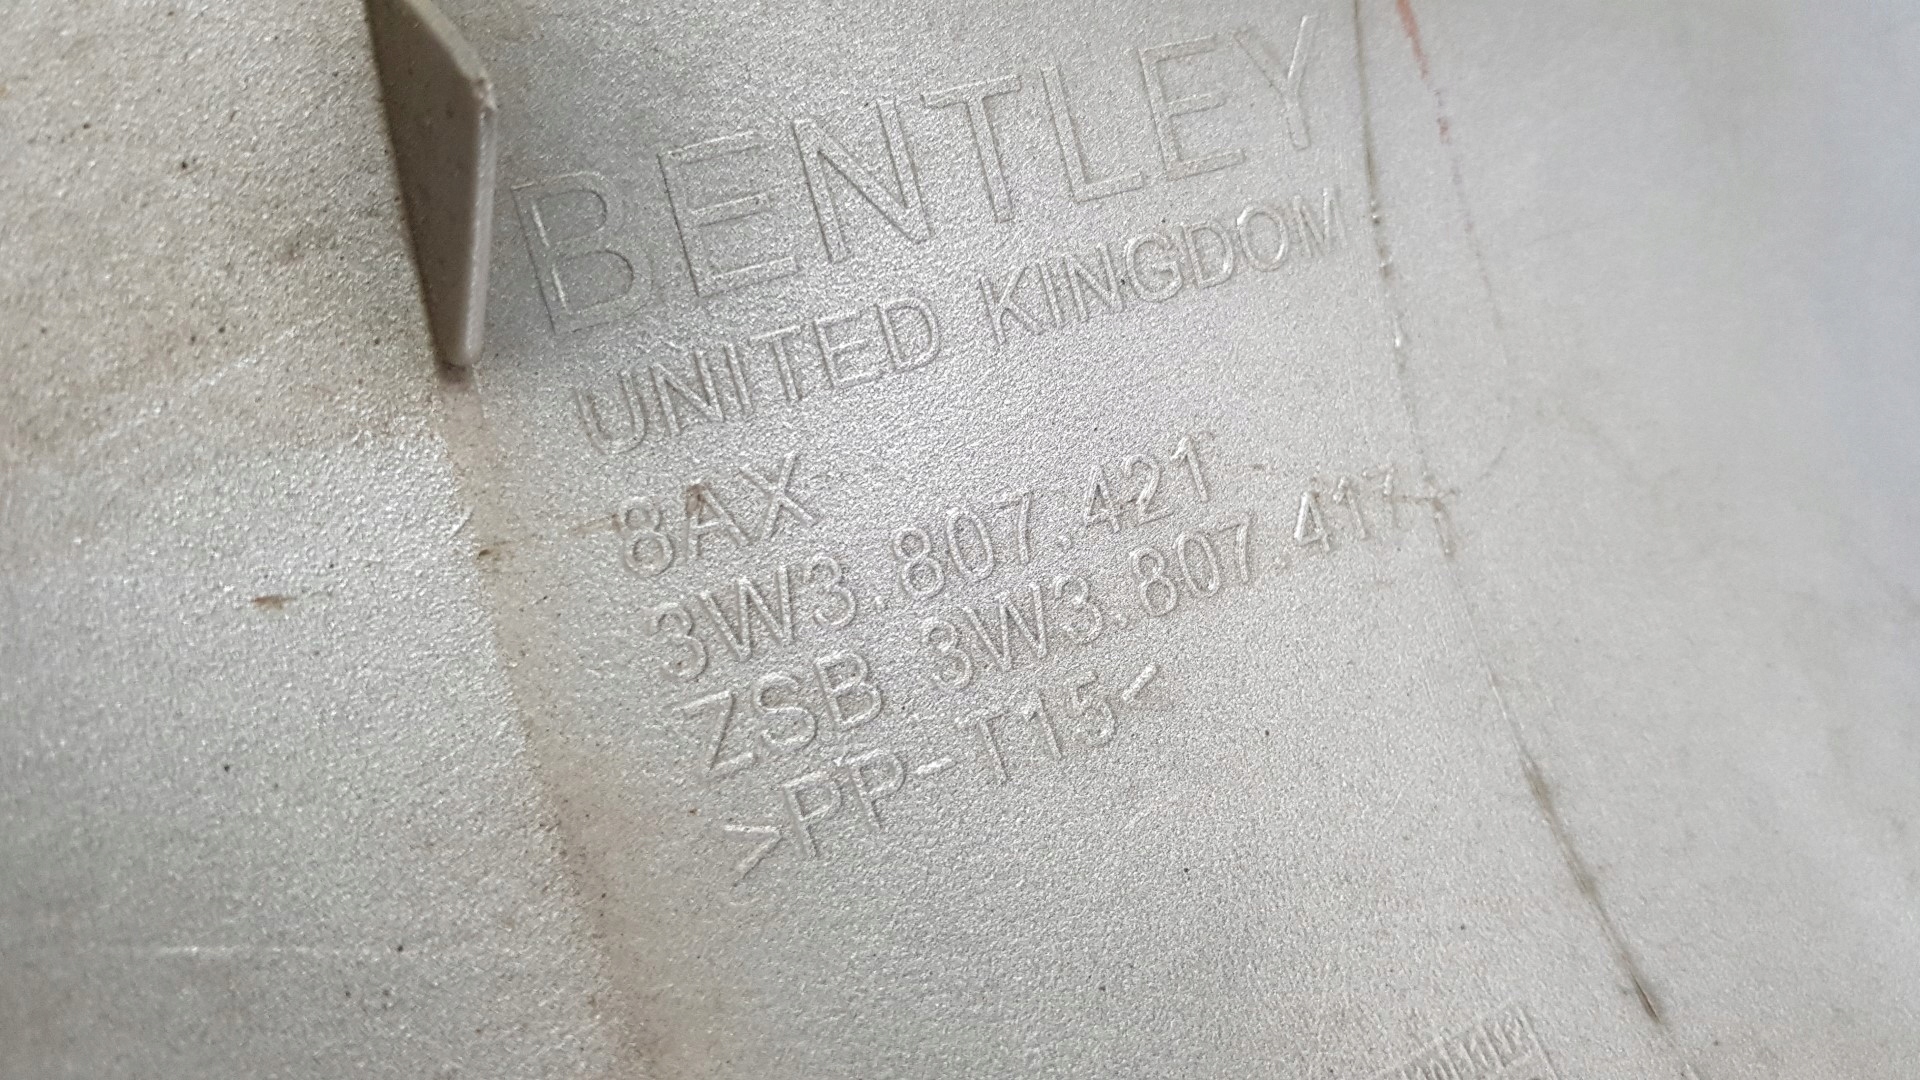 BENTLEY
UNITED KINGDOM
8AX
3W3.807.421
ZSB 3W3.807.417
>PP-T15<